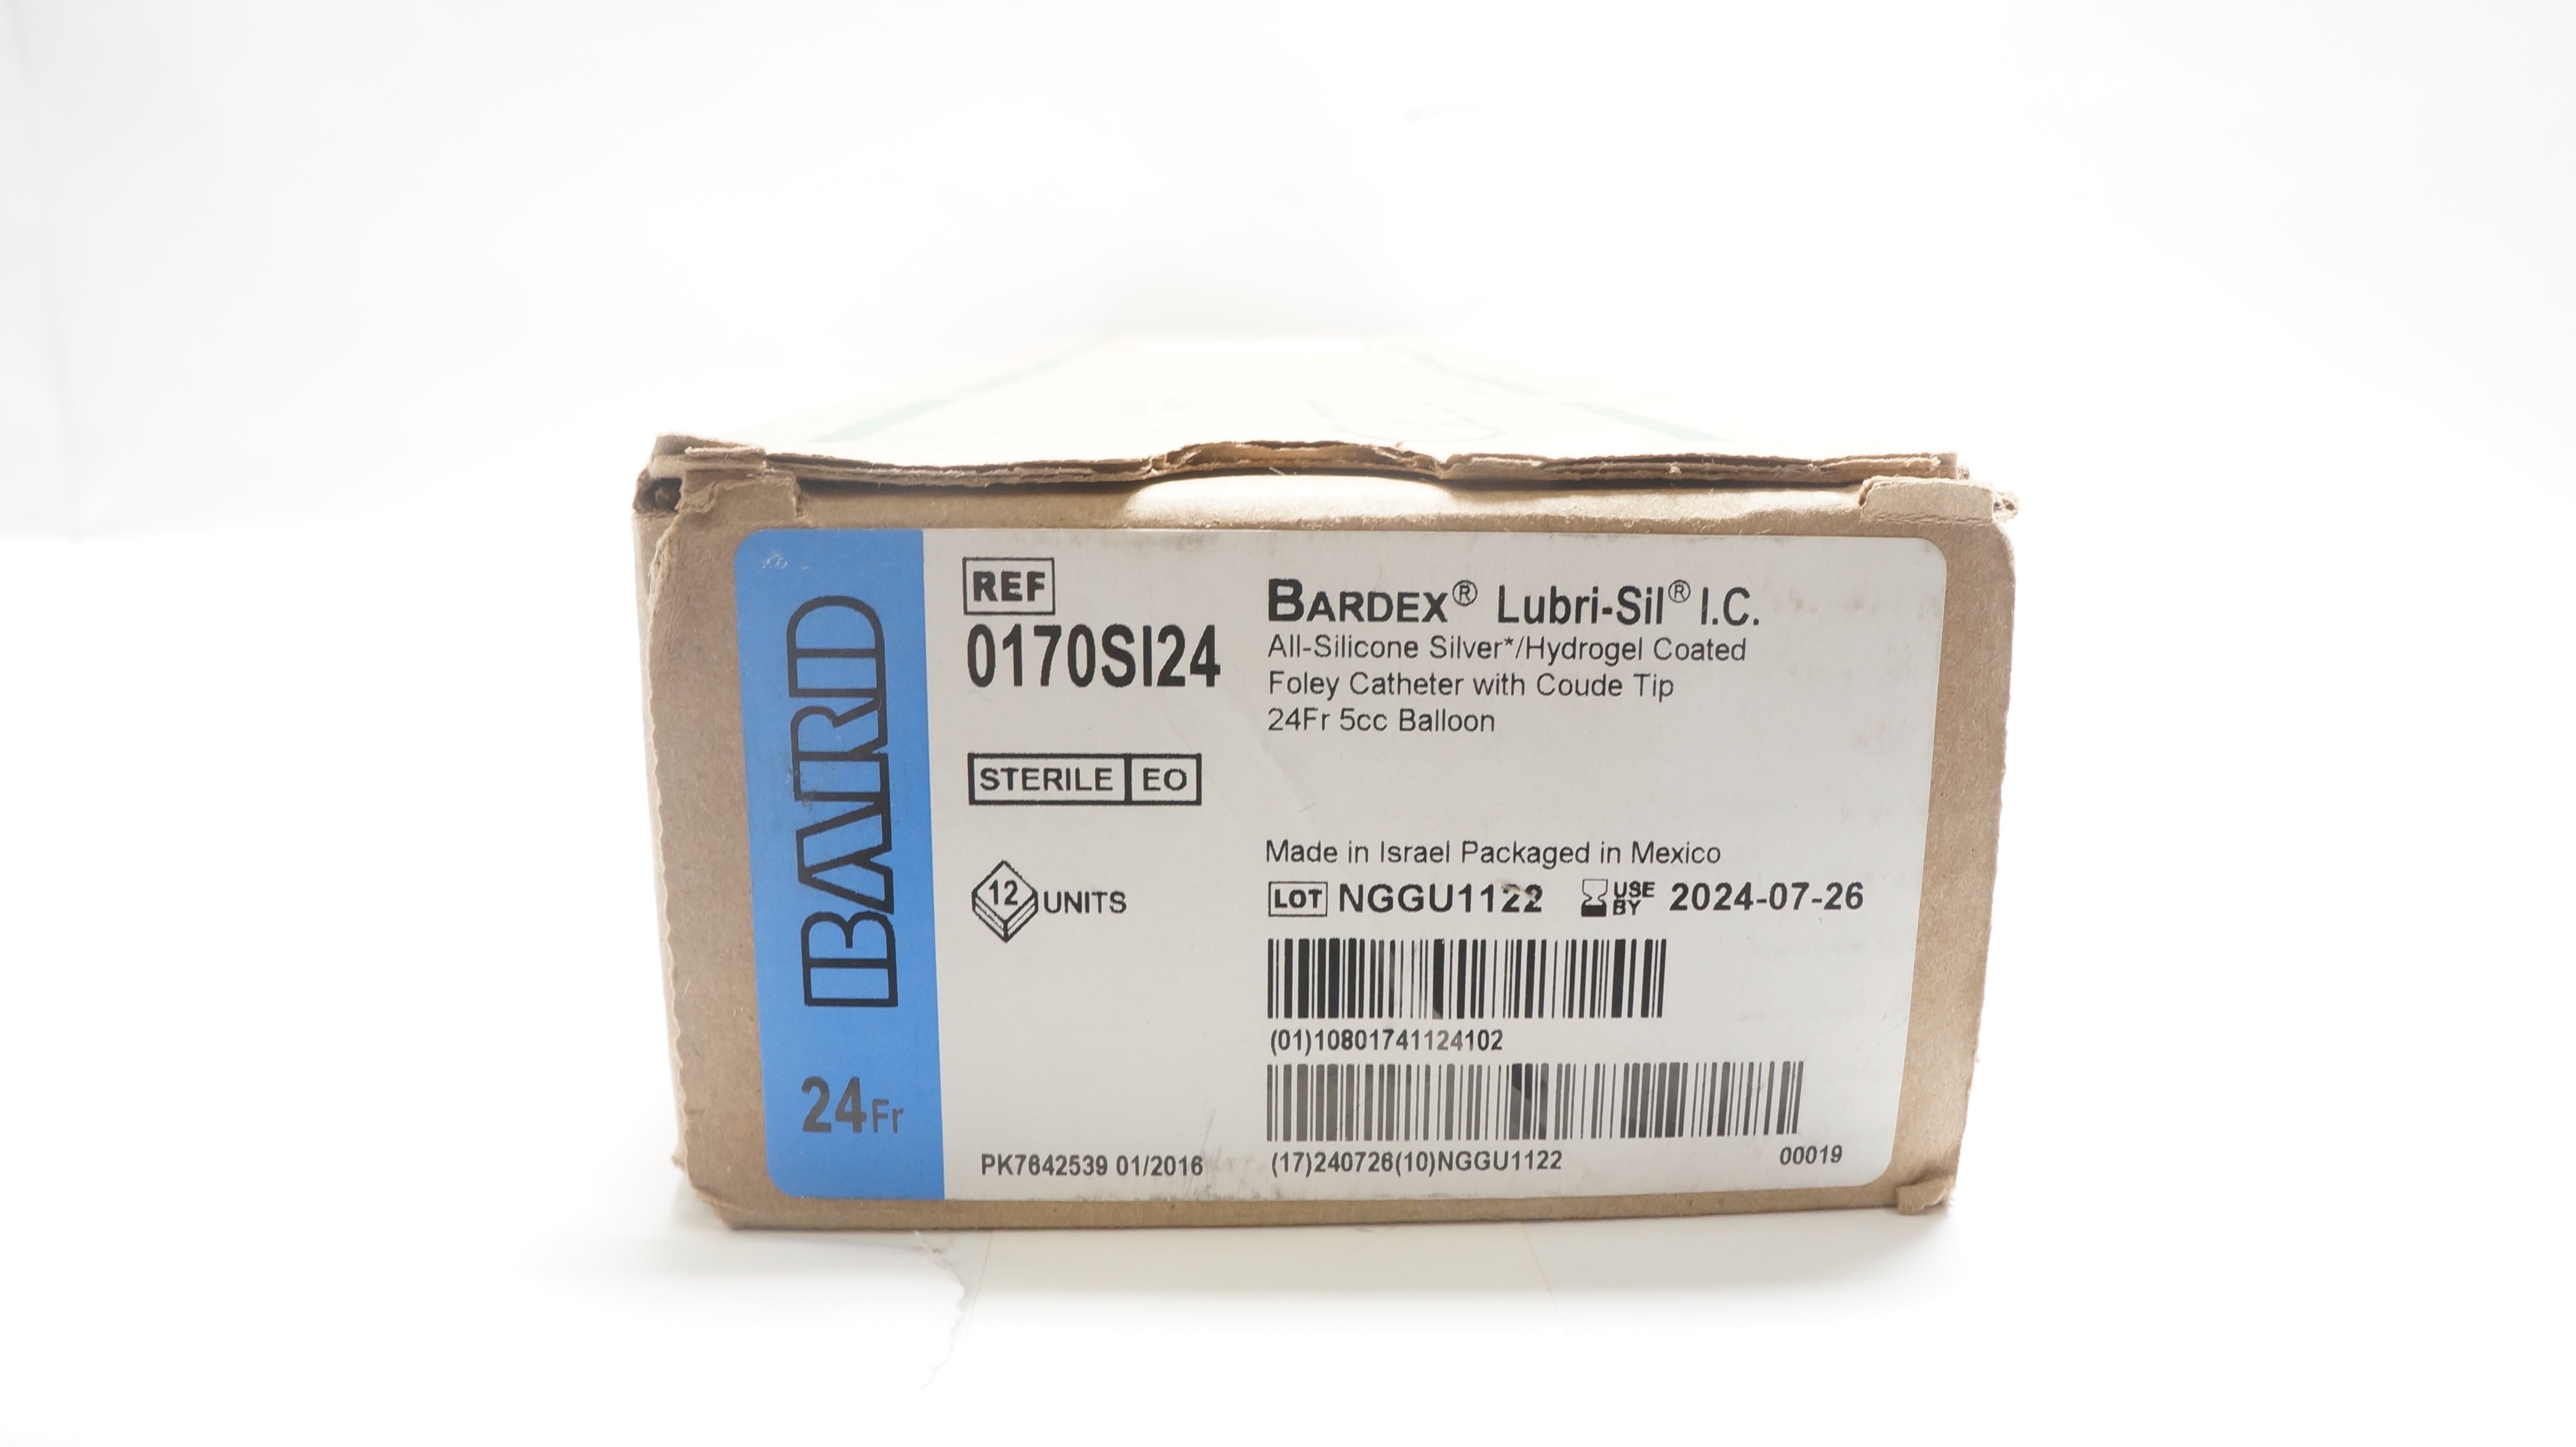 BARD
24Fr
REF
0170SI24
STERILE EO
12 UNITS
PK7642539 01/2016
BARDEX® Lubri-Sil® I.C.
All-Silicone Silver*/Hydrogel Coated
Foley Catheter with Coude Tip
24Fr 5cc Balloon
Made in Israel Packaged in Mexico
LOT NGGU1122 USE BY 2024-07-26
(01)10801741124102
(17)240726(10)NGGU1122
00019